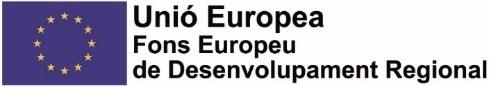 Unió Europea
Fons Europeu
de Desenvolupament Regional